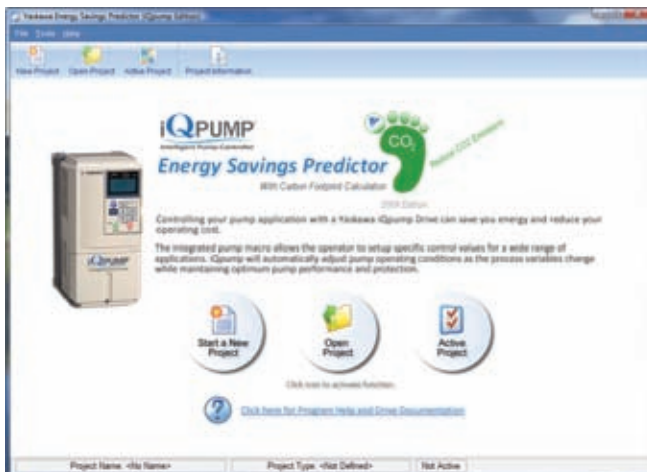 Yaskawa Energy Savings Predictor (iQpump Edition)
File Tools Help
New Project Open Project Active Project Project Information
iQPUMP
Intelligent Pump Controller
CO2
Reduce CO2 Emissions
Energy Savings Predictor
With Carbon Footprint Calculation
Edition
Controlling your pump application with a Yaskawa iQpump Drive can save you energy and reduce your
operating cost.
The integrated pump macro allows the operator to setup specific control values for a wide range of
applications. iQpump will automatically adjust pump operating conditions as the process variables change
while maintaining optimum pump performance and protection.
iQPUMP
Start a New
Project
Open
Project
Active
Project
Click icon to activate function.
Click here for Program Help and Drive Documentation
Project Name: <No Name> Project Type: <Not Defined> Not Active